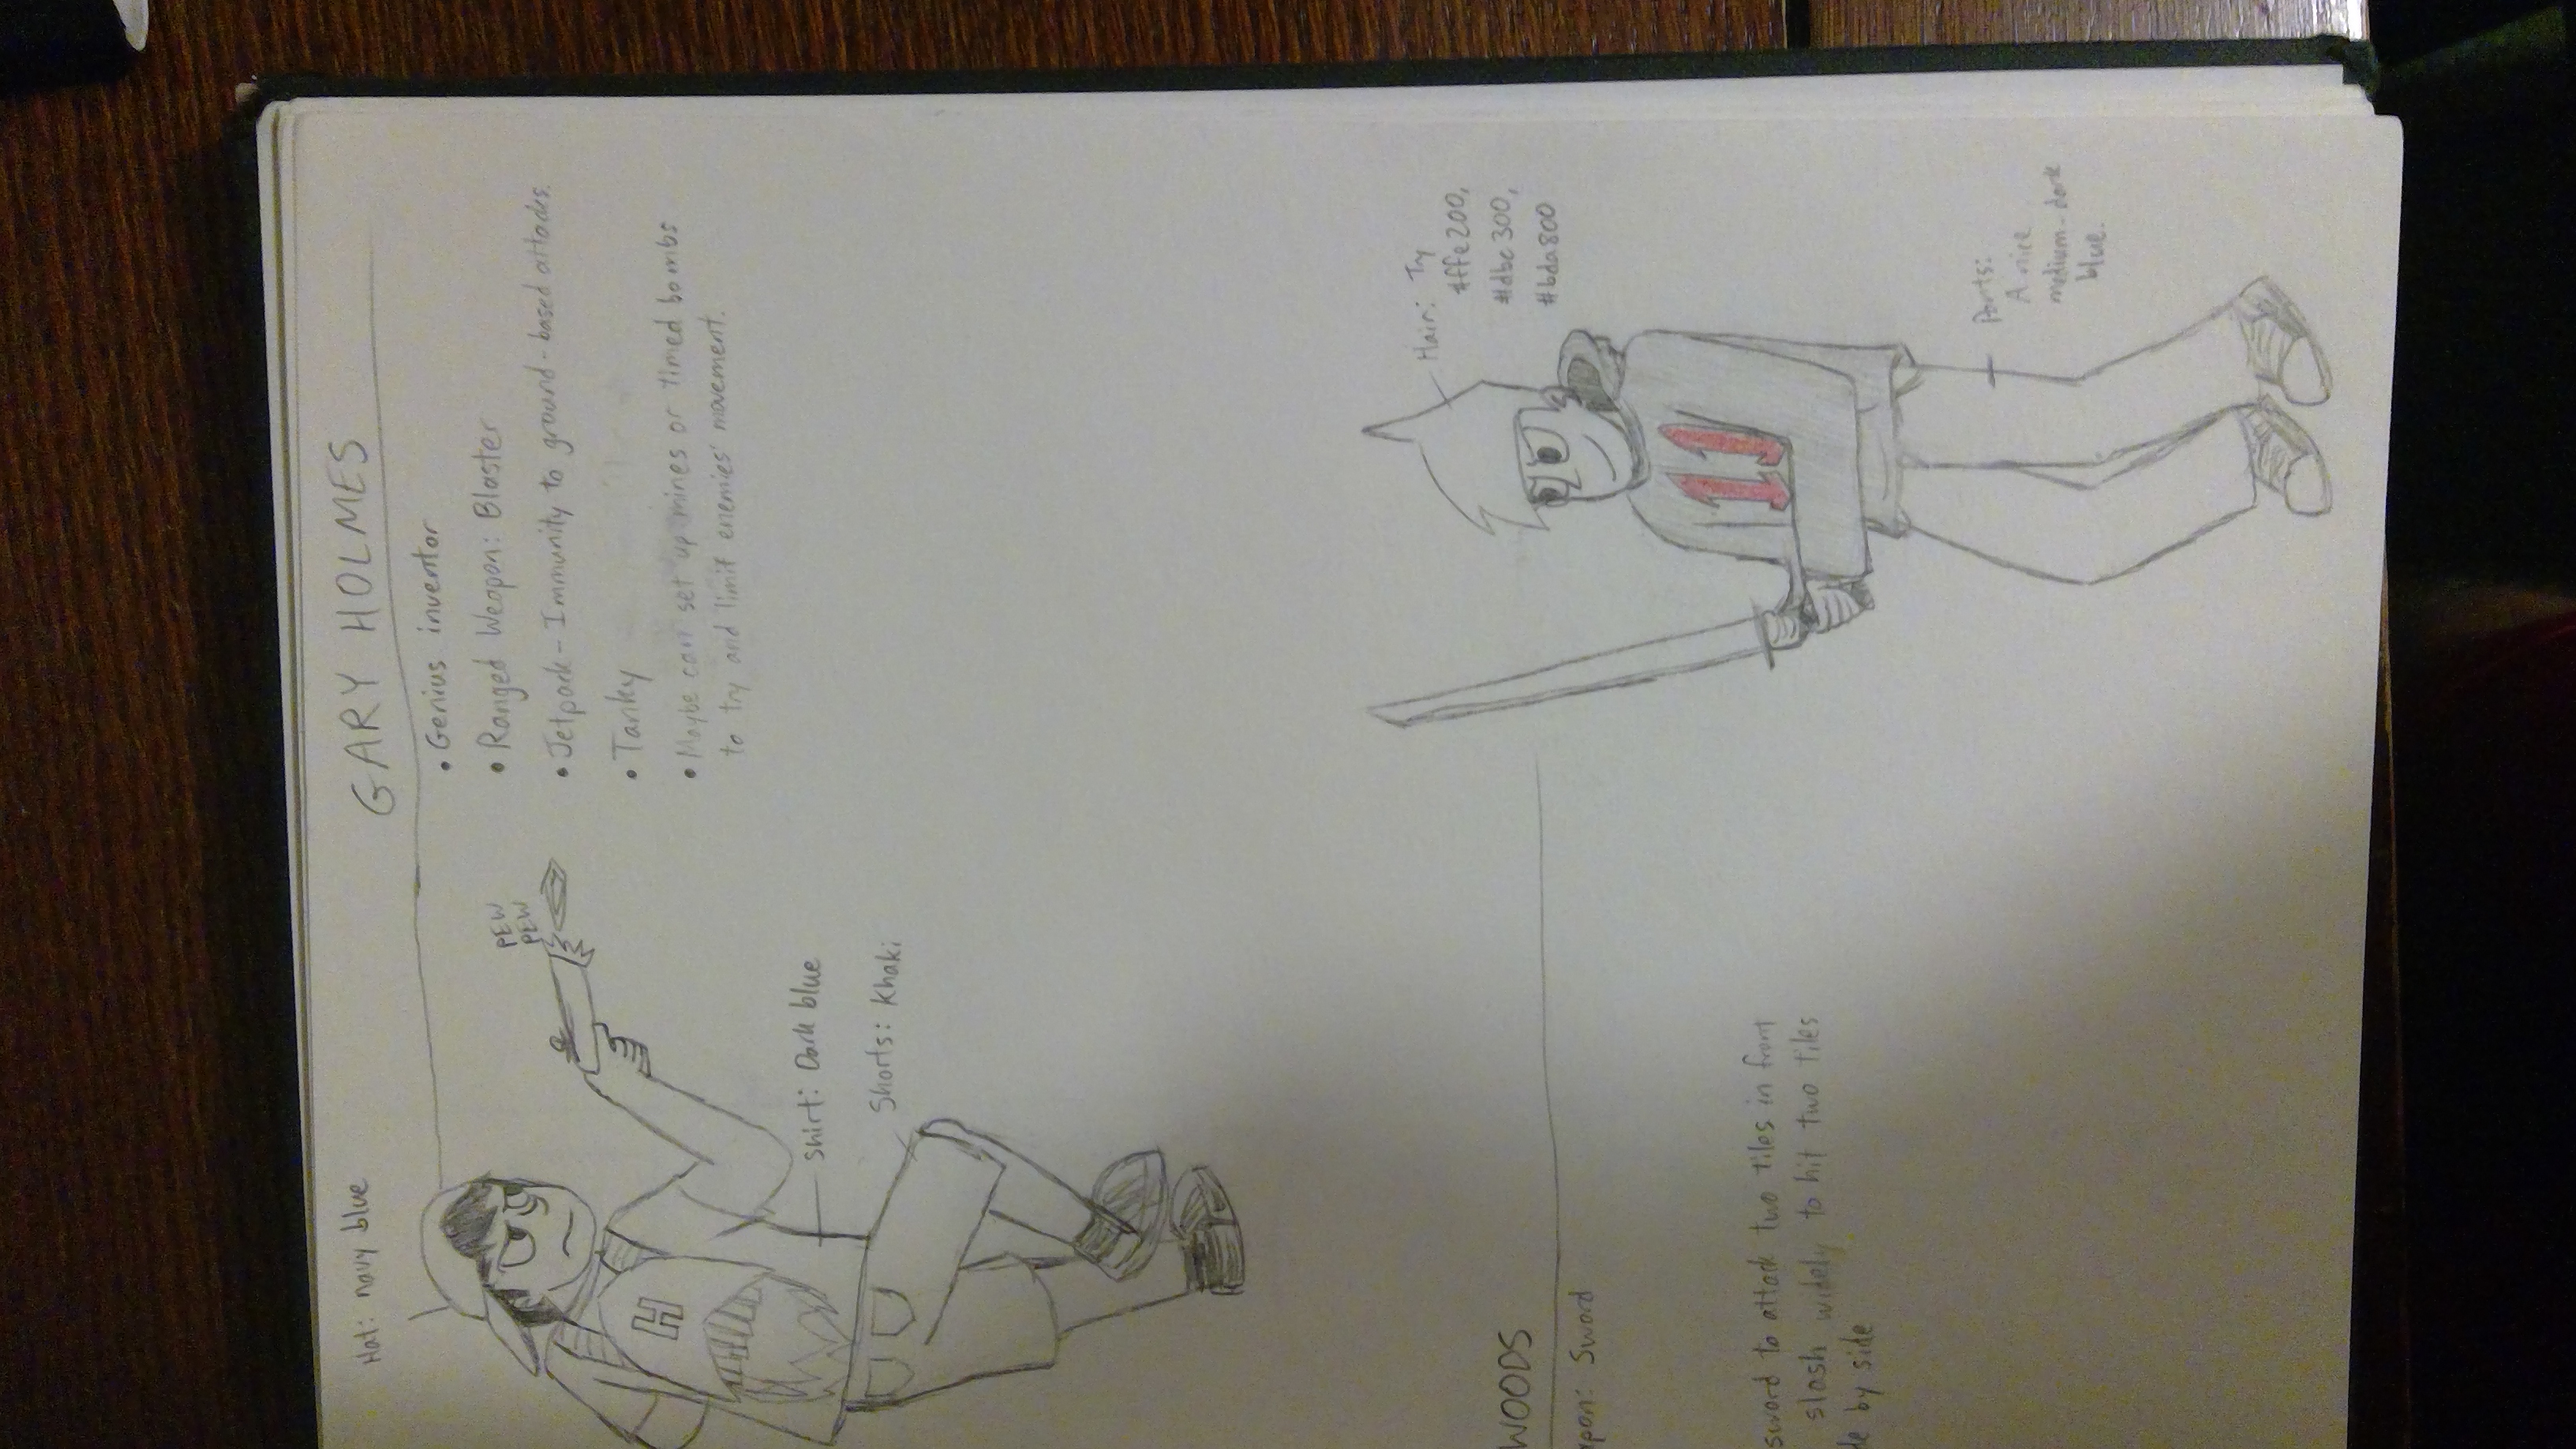 GARY HOLMES
Hat: navy blue
• Genius inventor
• Ranged Weapon: Blaster
PEW
PEW
• Jetpack - Immunity to ground-based attacks.
• Tanky
• Maybe can set up mines or timed bombs
to try and limit enemies' movement.
Shirt: Dark blue
Shorts: Khaki
H
Hair: Try
#ffe200,
#dbc300,
#bda800
WOODS
pon: Sword
11
sword to attack two tiles in front
slash widely to hit two tiles
de by side
Pants:
A nice
medium-dark
blue.